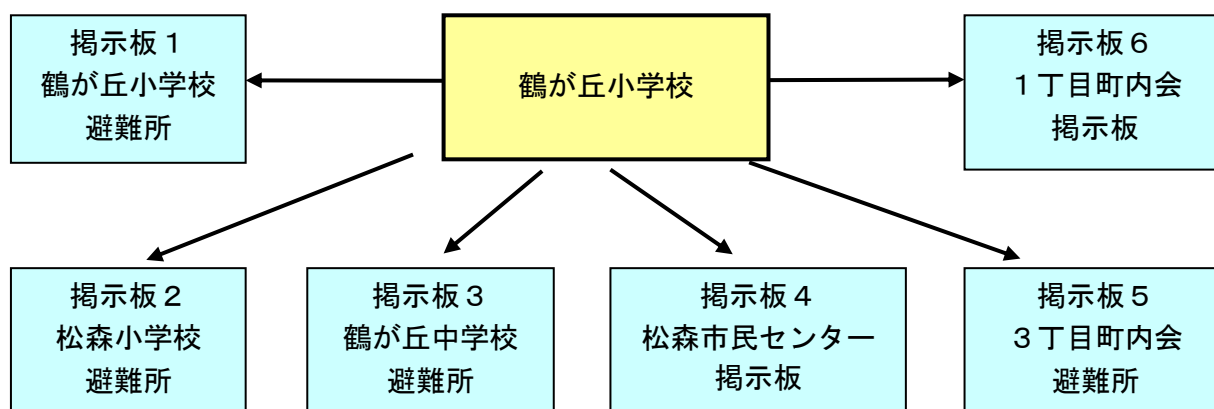 掲示板１
鶴が丘小学校
避難所
鶴が丘小学校
掲示板６
１丁目町内会
掲示板
掲示板２
松森小学校
避難所
掲示板３
鶴が丘中学校
避難所
掲示板４
松森市民センター
掲示板
掲示板５
３丁目町内会
避難所